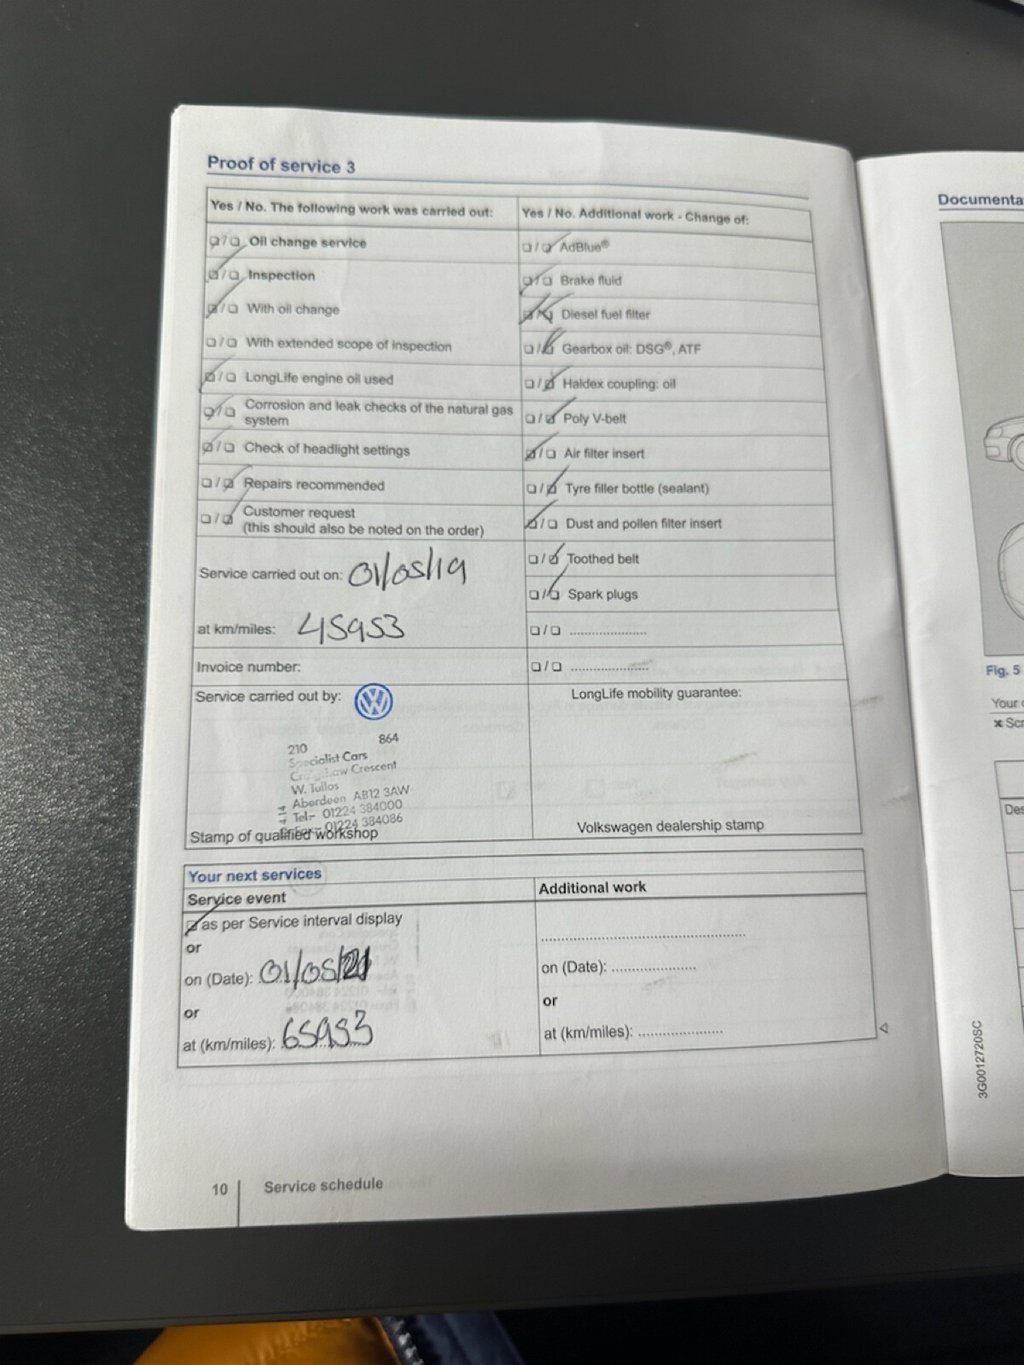 Proof of service 3
Yes / No. The following work was carried out:
☐ / ☐ Oil change service
☑ / ☐ Inspection
☑ / ☐ With oil change
☐ / ☐ With extended scope of inspection
☑ / ☐ LongLife engine oil used
☑ / ☐ Corrosion and leak checks of the natural gas
system
☑ / ☐ Check of headlight settings
☐ / ☑ Repairs recommended
☐ / ☑ Customer request
(this should also be noted on the order)
Service carried out on: 01/05/19
at km/miles: 45953
Invoice number:
Service carried out by:
210 864
Specialist Cars
Crescent
W. Tullos
Aberdeen AB12 3AW
Tel:- 01224 384000
01224 384086
Stamp of qualified workshop
Yes / No. Additional work - Change of:
☐ / ☑ AdBlue®
☑ / ☐ Brake fluid
Diesel fuel filter
☐ / ☑ Gearbox oil: DSG®, ATF
☐ / ☑ Haldex coupling: oil
☐ / ☑ Poly V-belt
☑ / ☐ Air filter insert
☐ / ☑ Tyre filler bottle (sealant)
☑ / ☐ Dust and pollen filter insert
☐ / ☑ Toothed belt
☐ / ☑ Spark plugs
☐ / ☐ ......................
☐ / ☐ ......................
LongLife mobility guarantee:
Volkswagen dealership stamp
Your next services
Service event
☑ as per Service interval display
or
on (Date): 01/05/21
or
at (km/miles): 65953
Additional work
......................
on (Date): ......................
or
at (km/miles): ......................
10 Service schedule
Documenta
Fig. 5
Your
× Scr
Des
3G0012720SC